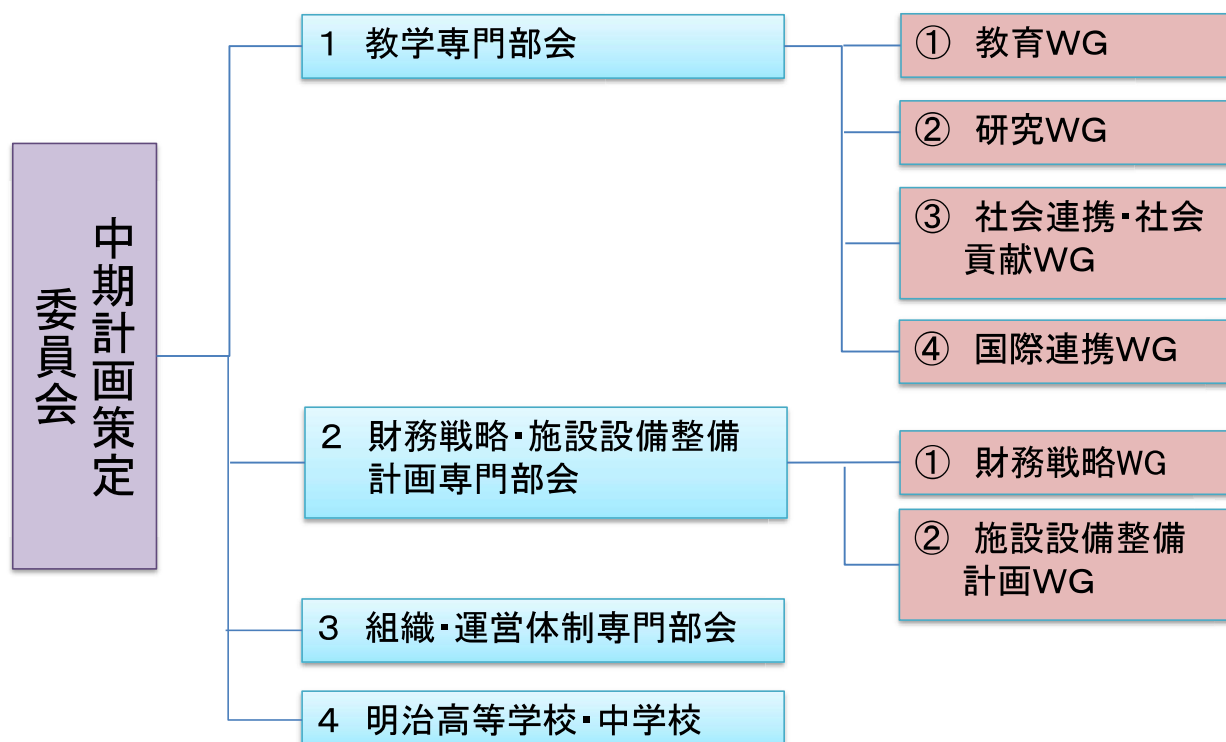 中期計画策定
委員会
１　教学専門部会
①　教育ＷＧ
②　研究ＷＧ
③　社会連携・社会
貢献ＷＧ
④　国際連携ＷＧ
２　財務戦略・施設設備整備
計画専門部会
①　財務戦略WG
②　施設設備整備
計画ＷＧ
３　組織・運営体制専門部会
４　明治高等学校・中学校